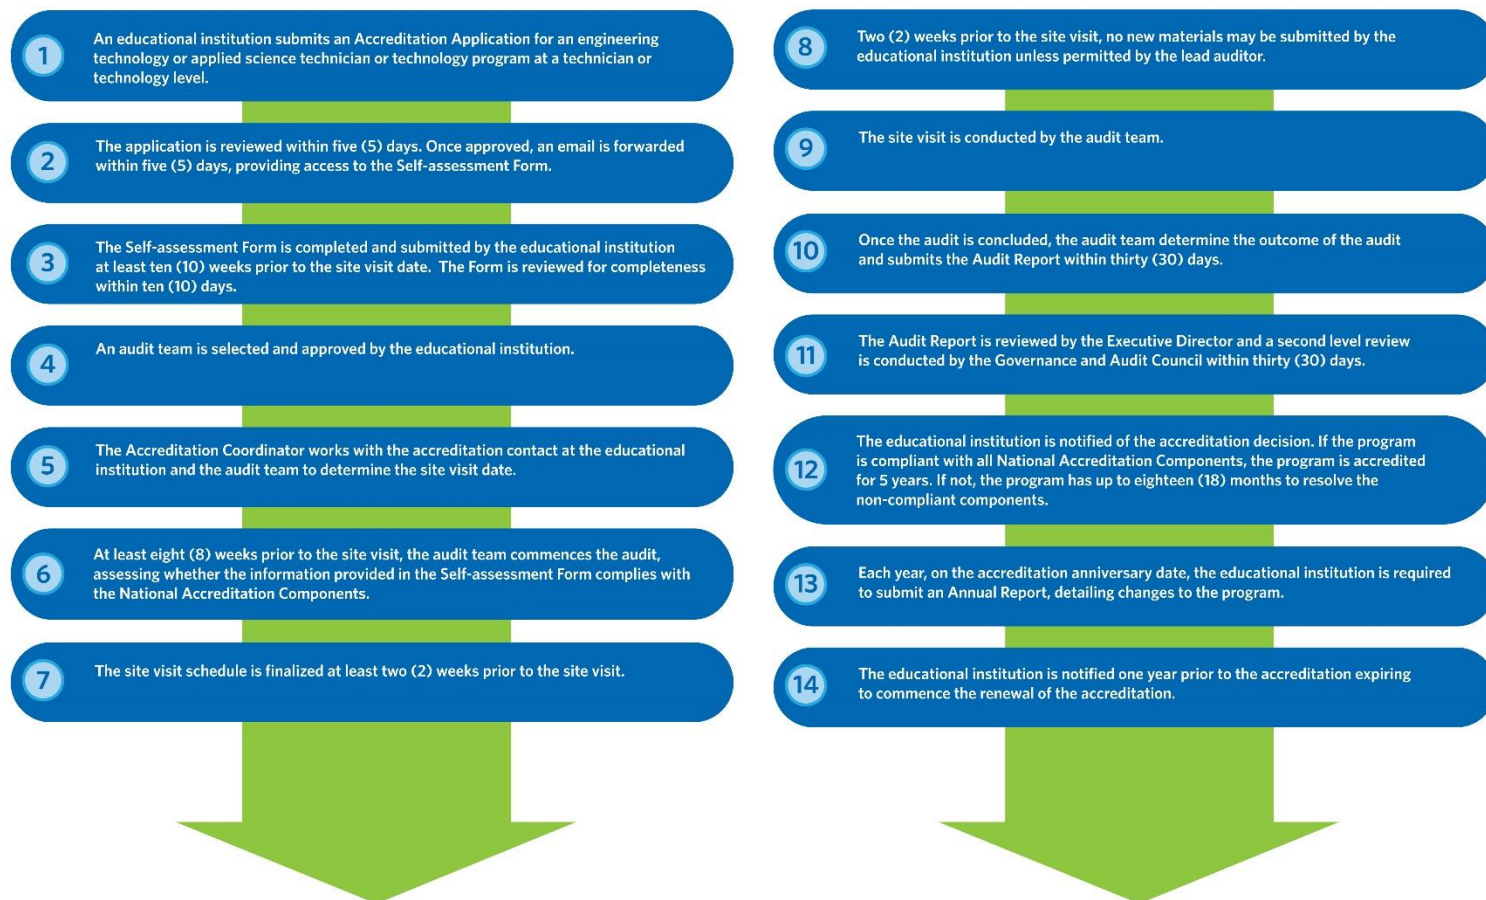 1
An educational institution submits an Accreditation Application for an engineering
technology or applied science technician or technology program at a technician or
technology level.
2
The application is reviewed within five (5) days. Once approved, an email is forwarded
within five (5) days, providing access to the Self-assessment Form.
3
The Self-assessment Form is completed and submitted by the educational institution
at least ten (10) weeks prior to the site visit date. The Form is reviewed for completeness
within ten (10) days.
4
An audit team is selected and approved by the educational institution.
5
The Accreditation Coordinator works with the accreditation contact at the educational
institution and the audit team to determine the site visit date.
6
At least eight (8) weeks prior to the site visit, the audit team commences the audit,
assessing whether the information provided in the Self-assessment Form complies with
the National Accreditation Components.
7
The site visit schedule is finalized at least two (2) weeks prior to the site visit.
8
Two (2) weeks prior to the site visit, no new materials may be submitted by the
educational institution unless permitted by the lead auditor.
9
The site visit is conducted by the audit team.
10
Once the audit is concluded, the audit team determine the outcome of the audit
and submits the Audit Report within thirty (30) days.
11
The Audit Report is reviewed by the Executive Director and a second level review
is conducted by the Governance and Audit Council within thirty (30) days.
12
The educational institution is notified of the accreditation decision. If the program
is compliant with all National Accreditation Components, the program is accredited
for 5 years. If not, the program has up to eighteen (18) months to resolve the
non-compliant components.
13
Each year, on the accreditation anniversary date, the educational institution is required
to submit an Annual Report, detailing changes to the program.
14
The educational institution is notified one year prior to the accreditation expiring
to commence the renewal of the accreditation.